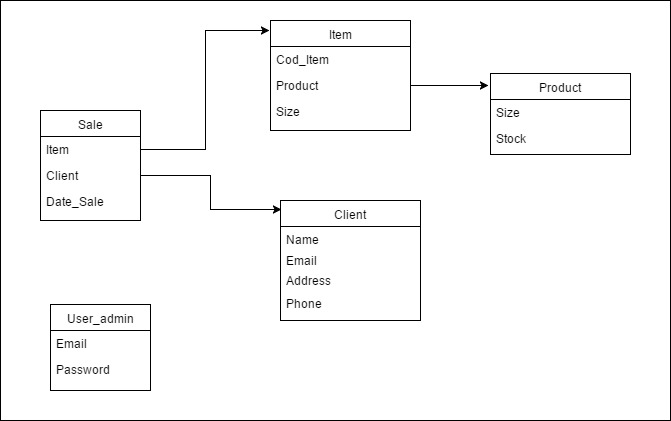 Item
Cod_Item
Product
Size
Product
Size
Stock
Sale
Item
Client
Date_Sale
Client
Name
Email
Address
Phone
User_admin
Email
Password